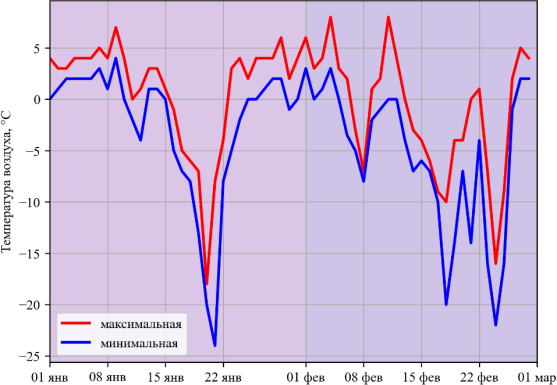 Температура воздуха, °C
5
0
−5
−10
−15
−20
−25
максимальная
минимальная
01 янв 08 янв 15 янв 22 янв 01 фев 08 фев 15 фев 22 фев 01 мар